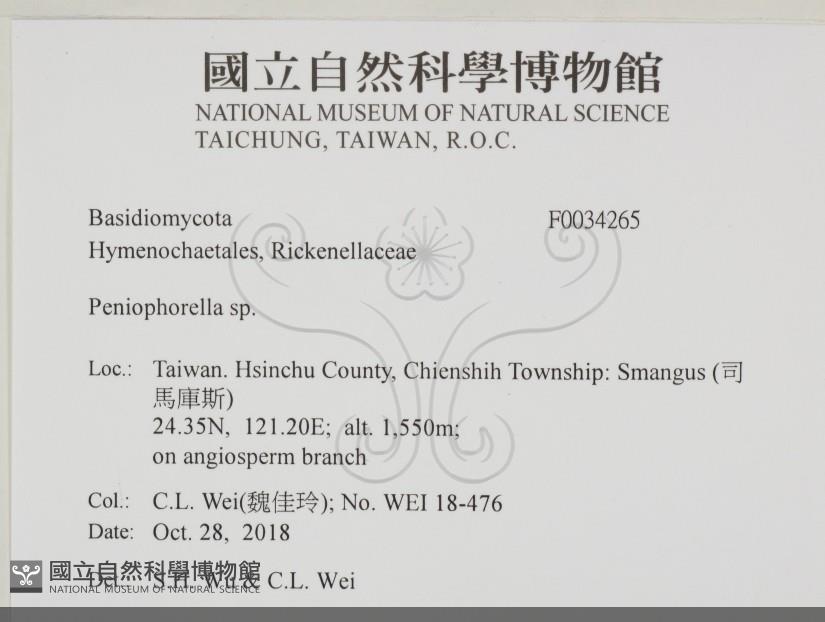 國立自然科學博物館
NATIONAL MUSEUM OF NATURAL SCIENCE
TAICHUNG, TAIWAN, R.O.C.
Basidiomycota F0034265
Hymenochaetales, Rickenellaceae
Peniophorella sp.
Loc.: Taiwan. Hsinchu County, Chienshih Township: Smangus (司
馬庫斯)
24.35N, 121.20E; alt. 1,550m;
on angiosperm branch
Col.: C.L. Wei(魏佳玲); No. WEI 18-476
Date: Oct. 28, 2018
Det.: S.H. Wu & C.L. Wei
國立自然科學博物館
NATIONAL MUSEUM OF NATURAL SCIENCE